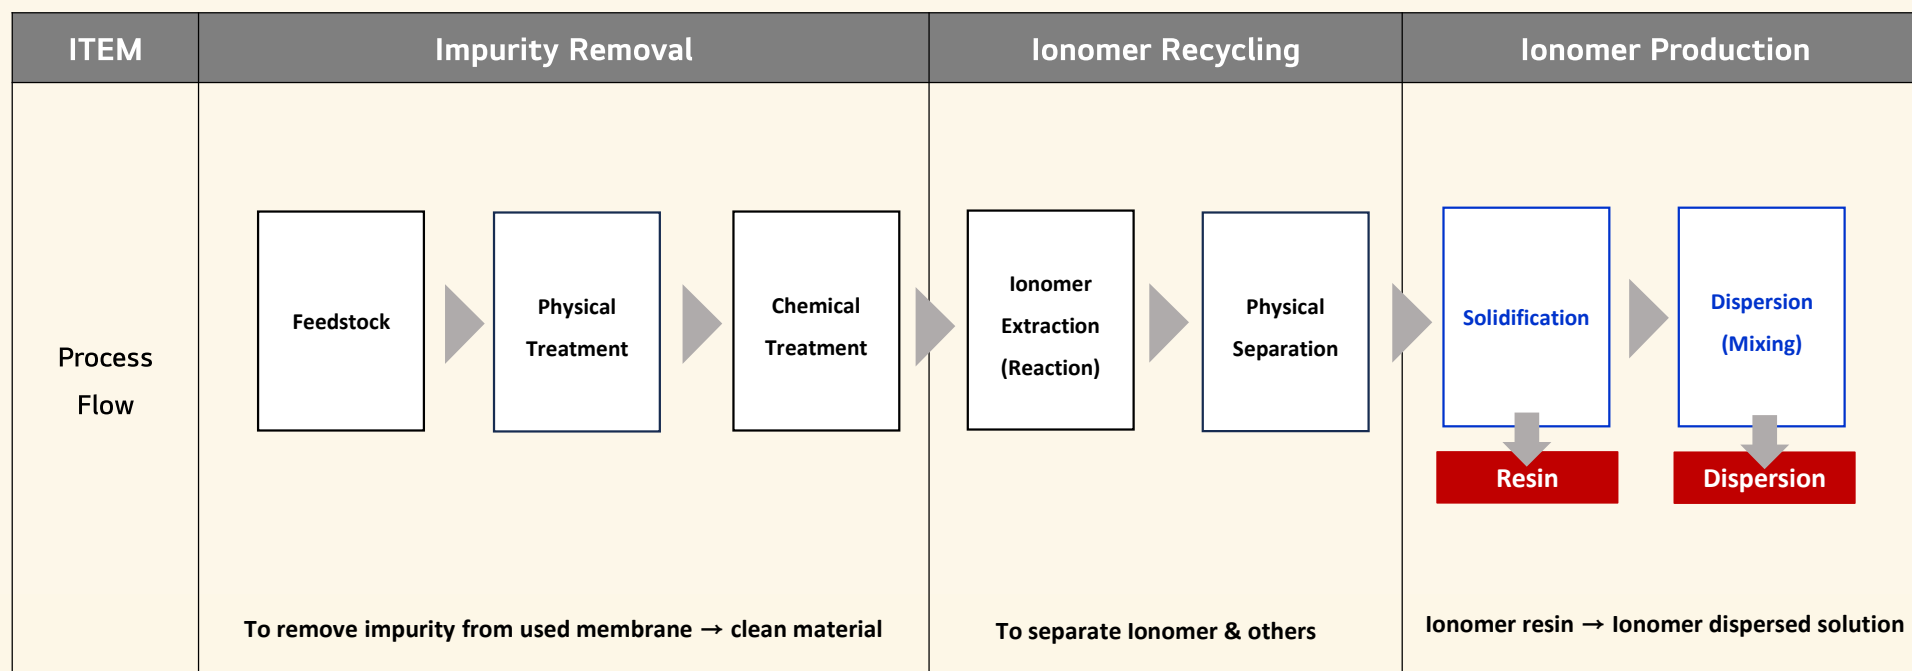 ITEM
Impurity Removal
Ionomer Recycling
Ionomer Production
Process
Flow
Feedstock
Physical
Treatment
Chemical
Treatment
Ionomer
Extraction
(Reaction)
Physical
Separation
Solidification
Dispersion
(Mixing)
Resin
Dispersion
To remove impurity from used membrane → clean material
To separate Ionomer & others
Ionomer resin → Ionomer dispersed solution